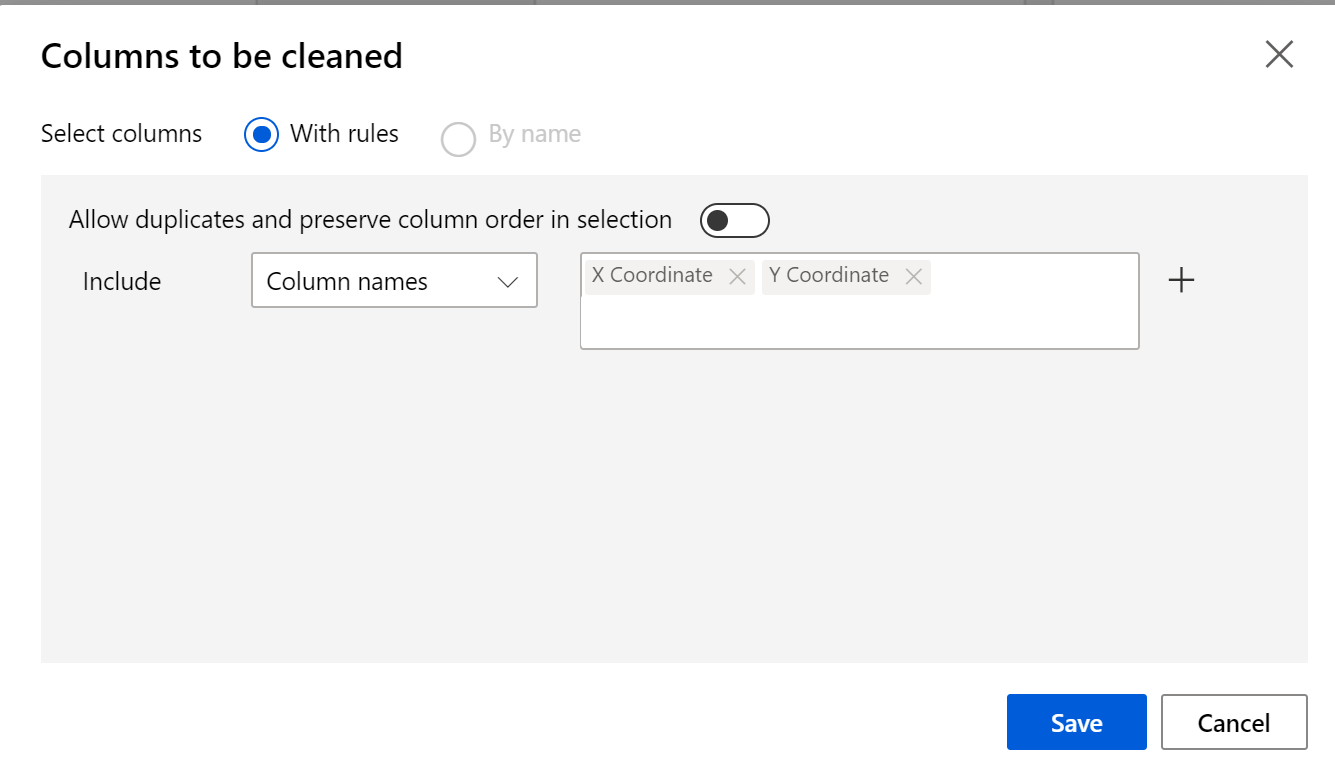 Columns to be cleaned
Select columns With rules By name
Allow duplicates and preserve column order in selection
Include Column names X Coordinate Y Coordinate
Save Cancel